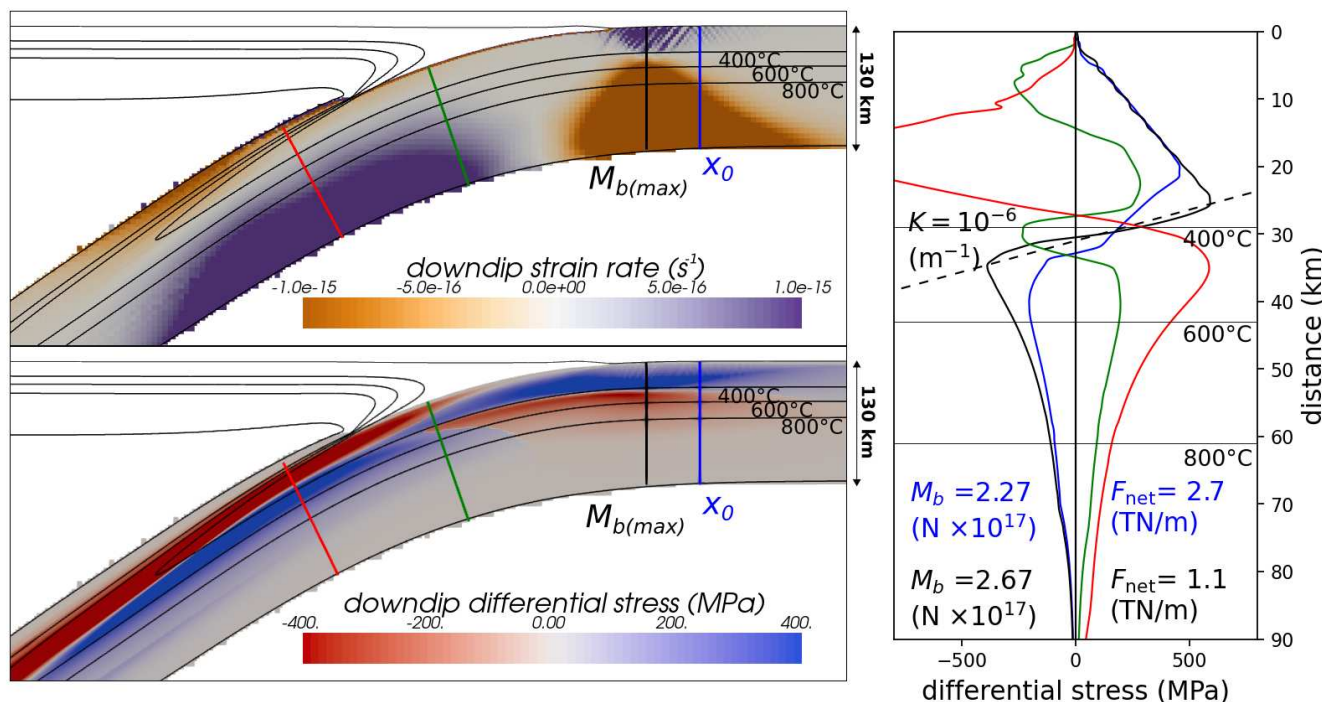 400°C
600°C
800°C
130 km
M_b(max)
x_0
downdip strain rate (s^-1)
-1.0e-15
-5.0e-16
0.0e+00
5.0e-16
1.0e-15
400°C
600°C
800°C
130 km
M_b(max)
x_0
downdip differential stress (MPa)
-400.
-200.
0.00
200.
400.
0
10
20
30
40
50
60
70
80
90
distance (km)
K = 10^-6
(m^-1)
400°C
600°C
800°C
M_b =2.27
(N ×10^17)
F_net= 2.7
(TN/m)
M_b =2.67
(N ×10^17)
F_net= 1.1
(TN/m)
−500
0
500
differential stress (MPa)